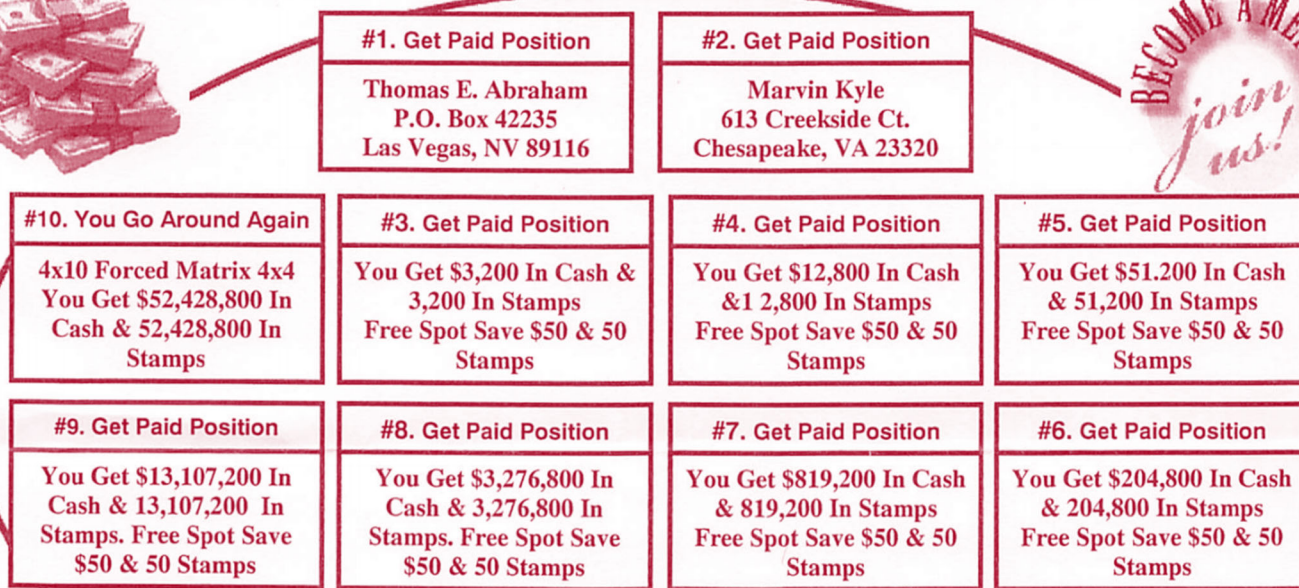 #1. Get Paid Position
Thomas E. Abraham
P.O. Box 42235
Las Vegas, NV 89116
#2. Get Paid Position
Marvin Kyle
613 Creekside Ct.
Chesapeake, VA 23320
BECOME A ME
join
us!
#10. You Go Around Again
4x10 Forced Matrix 4x4
You Get $52,428,800 In
Cash & 52,428,800 In
Stamps
#3. Get Paid Position
You Get $3,200 In Cash &
3,200 In Stamps
Free Spot Save $50 & 50
Stamps
#4. Get Paid Position
You Get $12,800 In Cash
&1 2,800 In Stamps
Free Spot Save $50 & 50
Stamps
#5. Get Paid Position
You Get $51.200 In Cash
& 51,200 In Stamps
Free Spot Save $50 & 50
Stamps
#9. Get Paid Position
You Get $13,107,200 In
Cash & 13,107,200 In
Stamps. Free Spot Save
$50 & 50 Stamps
#8. Get Paid Position
You Get $3,276,800 In
Cash & 3,276,800 In
Stamps. Free Spot Save
$50 & 50 Stamps
#7. Get Paid Position
You Get $819,200 In Cash
& 819,200 In Stamps
Free Spot Save $50 & 50
Stamps
#6. Get Paid Position
You Get $204,800 In Cash
& 204,800 In Stamps
Free Spot Save $50 & 50
Stamps